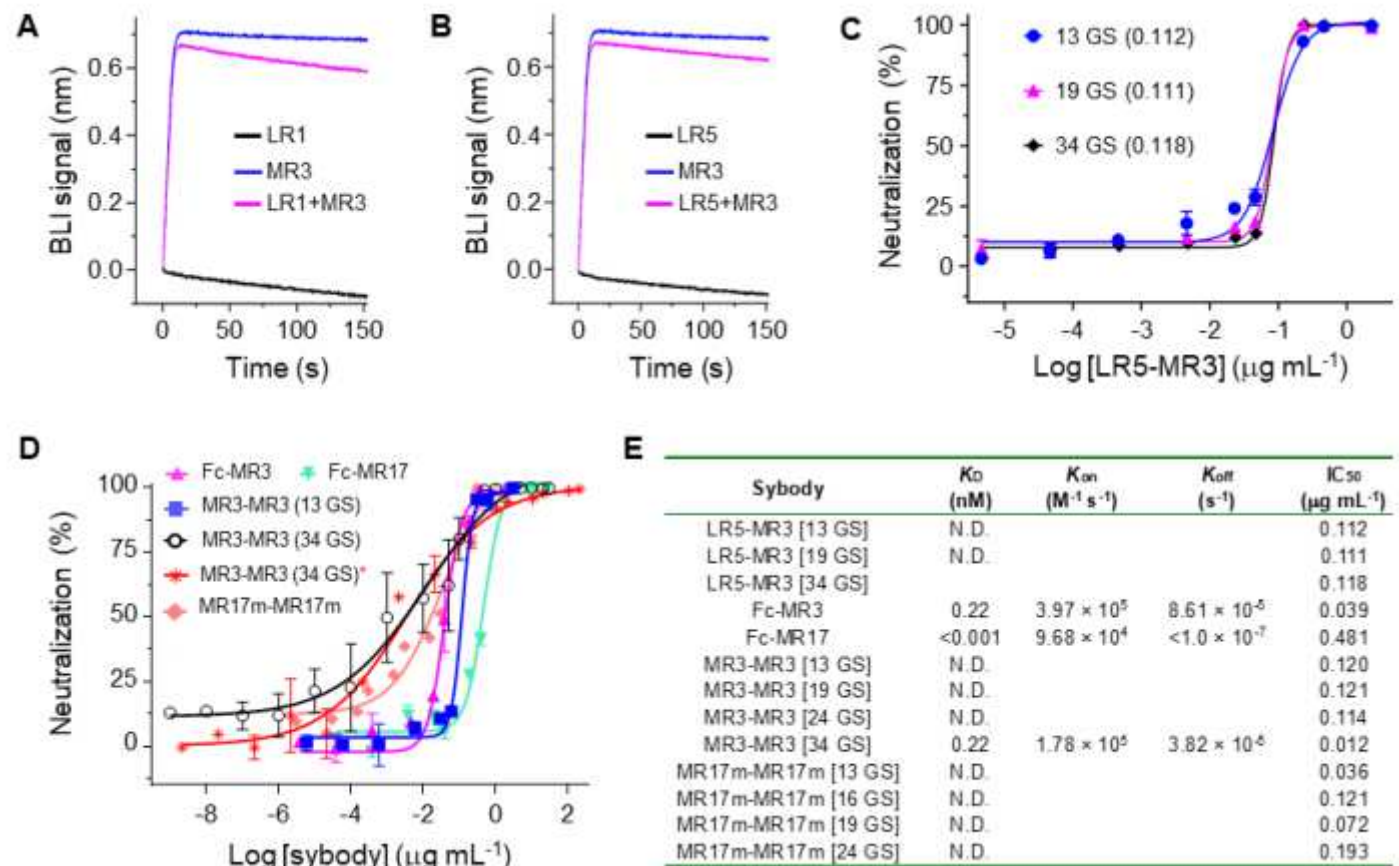 A
BLI signal (nm)
0.6
0.4
0.2
0.0
LR1
MR3
LR1+MR3
0 50 100 150
Time (s)
B
BLI signal (nm)
0.6
0.4
0.2
0.0
LR5
MR3
LR5+MR3
0 50 100 150
Time (s)
C
Neutralization (%)
100
75
50
25
0
13 GS (0.112)
19 GS (0.111)
34 GS (0.118)
-5 -4 -3 -2 -1 0
Log [LR5-MR3] (μg mL⁻¹)
D
Fc-MR3 Fc-MR17
MR3-MR3 (13 GS)
MR3-MR3 (34 GS)
MR3-MR3 (34 GS)*
MR17m-MR17m
Neutralization (%)
100
75
50
25
0
-8 -6 -4 -2 0 2
Log [sybody] (μg mL⁻¹)
E
Sybody K_D (nM) K_on (M⁻¹ s⁻¹) K_off (s⁻¹) IC₅₀ (μg mL⁻¹)
LR5-MR3 [13 GS] N.D. 0.112
LR5-MR3 [19 GS] N.D. 0.111
LR5-MR3 [34 GS] 0.118
Fc-MR3 0.22 3.97 × 10⁵ 8.61 × 10⁻⁵ 0.039
Fc-MR17 <0.001 9.68 × 10⁴ <1.0 × 10⁻⁷ 0.481
MR3-MR3 [13 GS] N.D. 0.120
MR3-MR3 [19 GS] N.D. 0.121
MR3-MR3 [24 GS] N.D. 0.114
MR3-MR3 [34 GS] 0.22 1.78 × 10⁵ 3.82 × 10⁻⁵ 0.012
MR17m-MR17m [13 GS] N.D. 0.036
MR17m-MR17m [16 GS] N.D. 0.121
MR17m-MR17m [19 GS] N.D. 0.072
MR17m-MR17m [24 GS] N.D. 0.193